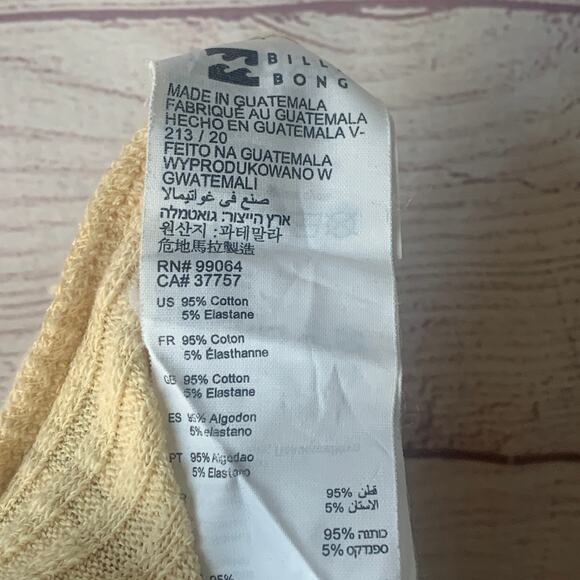 BILL
BONG
MADE IN GUATEMALA
FABRIQUÉ AU GUATEMALA
HECHO EN GUATEMALA V-
213 / 20
FEITO NA GUATEMALA
WYPRODUKOWANO W
GWATEMALI
صنع في غواتيمالا
ארץ הייצור: גואטמלה
원산지 :과테말라
危地馬拉製造
RN# 99064
CA# 37757
US 95% Cotton
5% Elastane
FR 95% Coton
5% Élasthanne
GB 95% Cotton
5% Elastane
ES 95% Algodon
5% elastano
PT 95% Algodao
5% Elastano
95% قطن
5% الاستان
95% כותנה
5% ספנדקס
95%